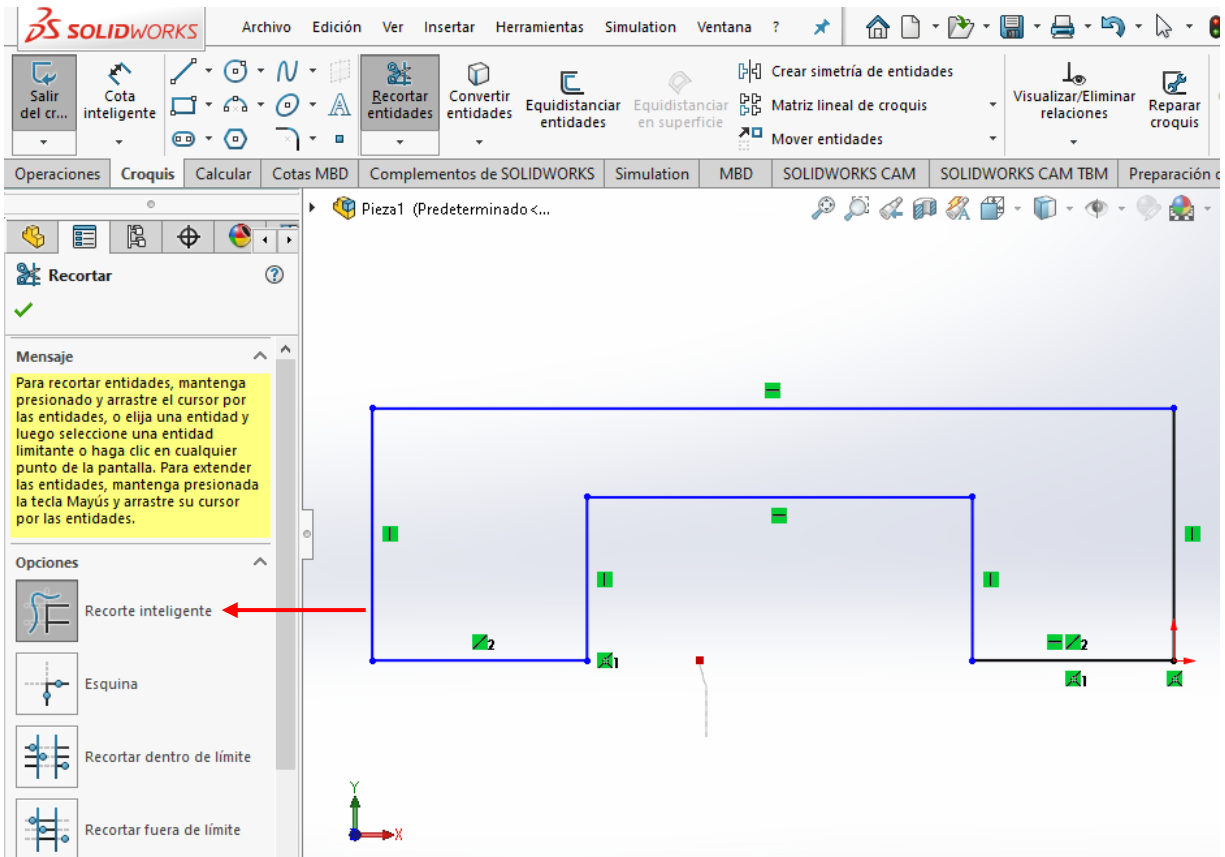 SOLIDWORKS
Archivo Edición Ver Insertar Herramientas Simulation Ventana ?
Salir del cr...
Cota inteligente
Recortar entidades
Convertir entidades
Equidistanciar entidades
Equidistanciar en superficie
Crear simetría de entidades
Matriz lineal de croquis
Mover entidades
Visualizar/Eliminar relaciones
Reparar croquis
Operaciones Croquis Calcular Cotas MBD Complementos de SOLIDWORKS Simulation MBD SOLIDWORKS CAM SOLIDWORKS CAM TBM Preparación
Pieza1 (Predeterminado<...
Recortar
Mensaje
Para recortar entidades, mantenga
presionado y arrastre el cursor por
las entidades, o elija una entidad y
luego seleccione una entidad
limitante o haga clic en cualquier
punto de la pantalla. Para extender
las entidades, mantenga presionada
la tecla Mayús y arrastre su cursor
por las entidades.
Opciones
Recorte inteligente
Esquina
Recortar dentro de límite
Recortar fuera de límite
2
1
2
1
Y
X